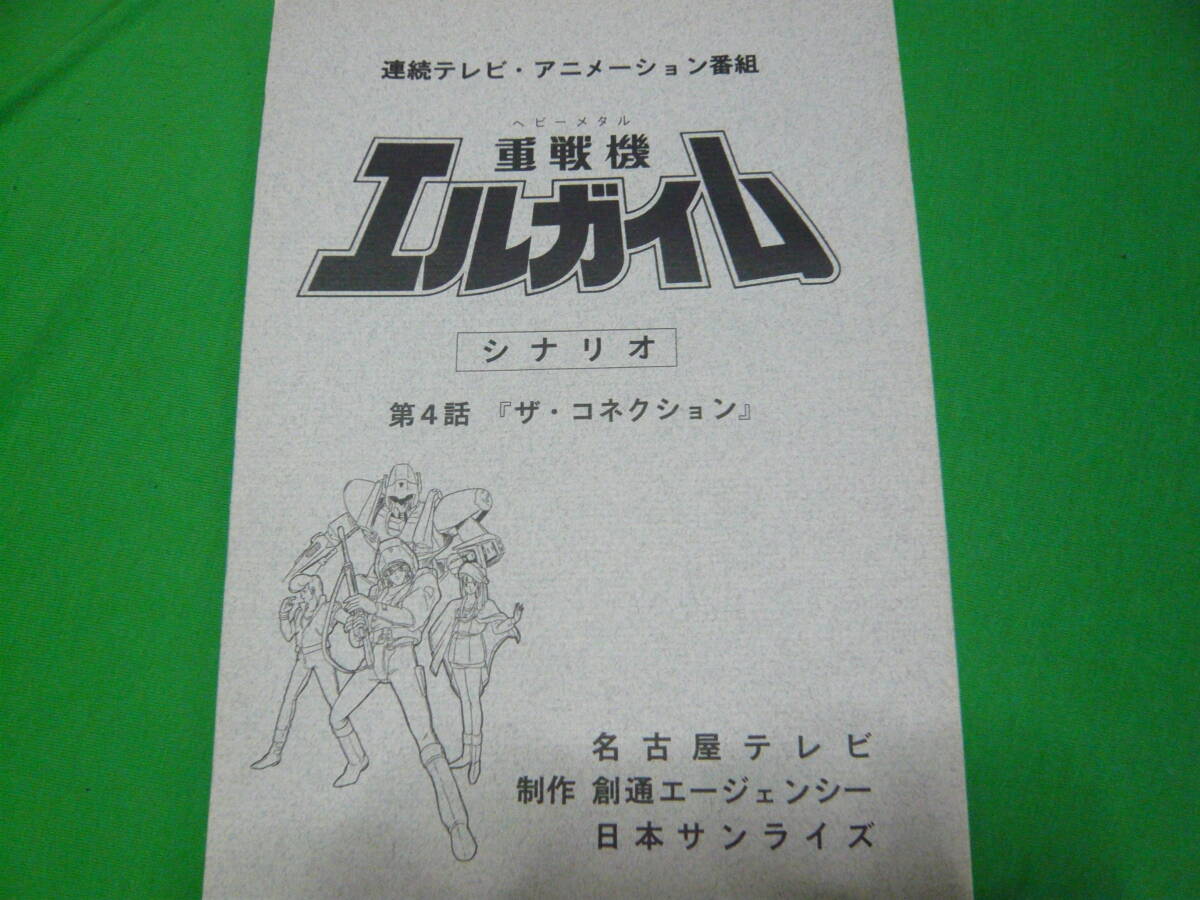 連続テレビ・アニメーション番組
ヘビーメタル
重戦機
エルガイム
シナリオ
第4話 『ザ・コネクション』
名古屋テレビ
制作 創通エージェンシー
日本サンライズ